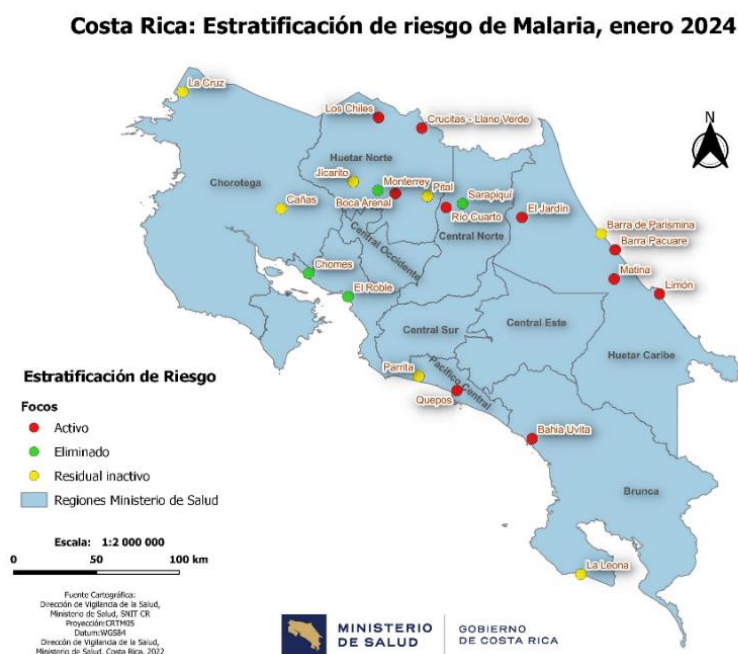 Costa Rica: Estratificación de riesgo de Malaria, enero 2024
La Cruz
Los Chiles
Crucitas - Llano Verde
N
Huetar Norte
Jicarito
Monterrey
Pital
Sarapiquí
Chorotega
Boca Arenal
Río Cuarto
El Jardín
Cañas
Central Norte
Barra de Parismina
Barra Pacuare
Central Occidente
Chomes
Matina
Limón
El Roble
Central Sur
Central Este
Huetar Caribe
Parrita
Pacífico Central
Quepos
Bahía Uvita
Brunca
La Leona
Estratificación de Riesgo
Focos
Activo
Eliminado
Residual inactivo
Regiones Ministerio de Salud
Escala: 1:2 000 000
0 50 100 km
Fuente Cartográfica:
Dirección de Vigilancia de la Salud,
Ministerio de Salud, SNIT CR
Proyección:CRTM05
Datum:WGS84
Dirección de Vigilancia de la Salud,
Ministerio de Salud, Costa Rica, 2022
MINISTERIO
DE SALUD
GOBIERNO
DE COSTA RICA